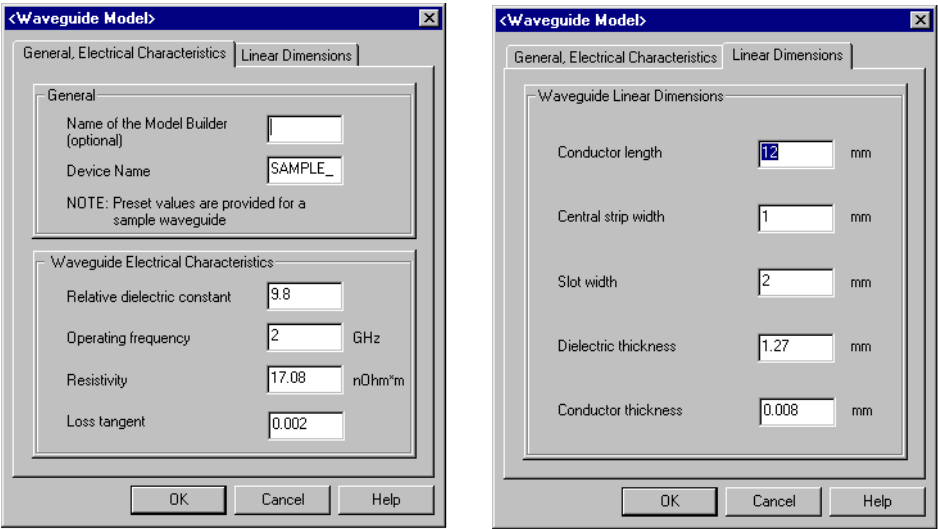 <Waveguide Model>
General, Electrical Characteristics
Linear Dimensions
General
Name of the Model Builder
(optional)
Device Name
SAMPLE_
NOTE: Preset values are provided for a
sample waveguide
Waveguide Electrical Characteristics
Relative dielectric constant
9.8
Operating frequency
2
GHz
Resistivity
17.08
nOhm*m
Loss tangent
0.002
OK
Cancel
Help
<Waveguide Model>
General, Electrical Characteristics
Linear Dimensions
Waveguide Linear Dimensions
Conductor length
12
mm
Central strip width
1
mm
Slot width
2
mm
Dielectric thickness
1.27
mm
Conductor thickness
0.008
mm
OK
Cancel
Help